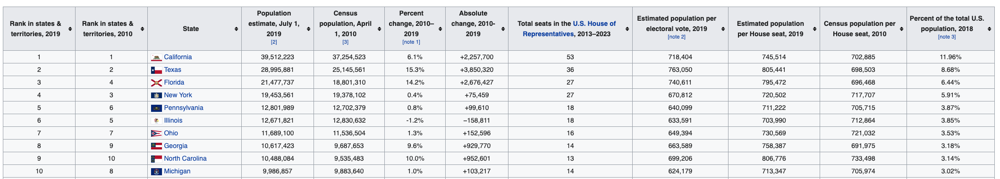 Rank in states & territories, 2019 Rank in states & territories, 2010 State Population estimate, July 1, 2019 [2] Census population, April 1, 2010 [3] Percent change, 2010–2019 [note 1] Absolute change, 2010-2019 Total seats in the U.S. House of Representatives, 2013–2023 Estimated population per electoral vote, 2019 [note 2] Estimated population per House seat, 2019 Census population per House seat, 2010 Percent of the total U.S. population, 2018 [note 3]
1 1 California 39,512,223 37,254,523 6.1% +2,257,700 53 718,404 745,514 702,885 11.96%
2 2 Texas 28,995,881 25,145,561 15.3% +3,850,320 36 763,050 805,441 698,503 8.68%
3 4 Florida 21,477,737 18,801,310 14.2% +2,676,427 27 740,611 795,472 696,468 6.44%
4 3 New York 19,453,561 19,378,102 0.4% +75,459 27 670,812 720,502 717,707 5.91%
5 6 Pennsylvania 12,801,989 12,702,379 0.8% +99,610 18 640,099 711,222 705,715 3.87%
6 5 Illinois 12,671,821 12,830,632 -1.2% −158,811 18 633,591 703,990 712,864 3.85%
7 7 Ohio 11,689,100 11,536,504 1.3% +152,596 16 649,394 730,569 721,032 3.53%
8 9 Georgia 10,617,423 9,687,653 9.6% +929,770 14 663,589 758,387 691,975 3.18%
9 10 North Carolina 10,488,084 9,535,483 10.0% +952,601 13 699,206 806,776 733,498 3.14%
10 8 Michigan 9,986,857 9,883,640 1.0% +103,217 14 624,179 713,347 705,974 3.02%